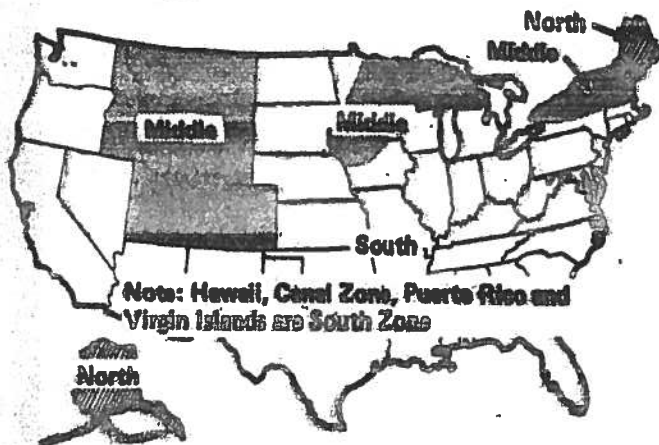 North
Middle
Middle
Middle
South
Note: Hawaii, Canal Zone, Puerto Rico and
Virgin Islands are South Zone
North